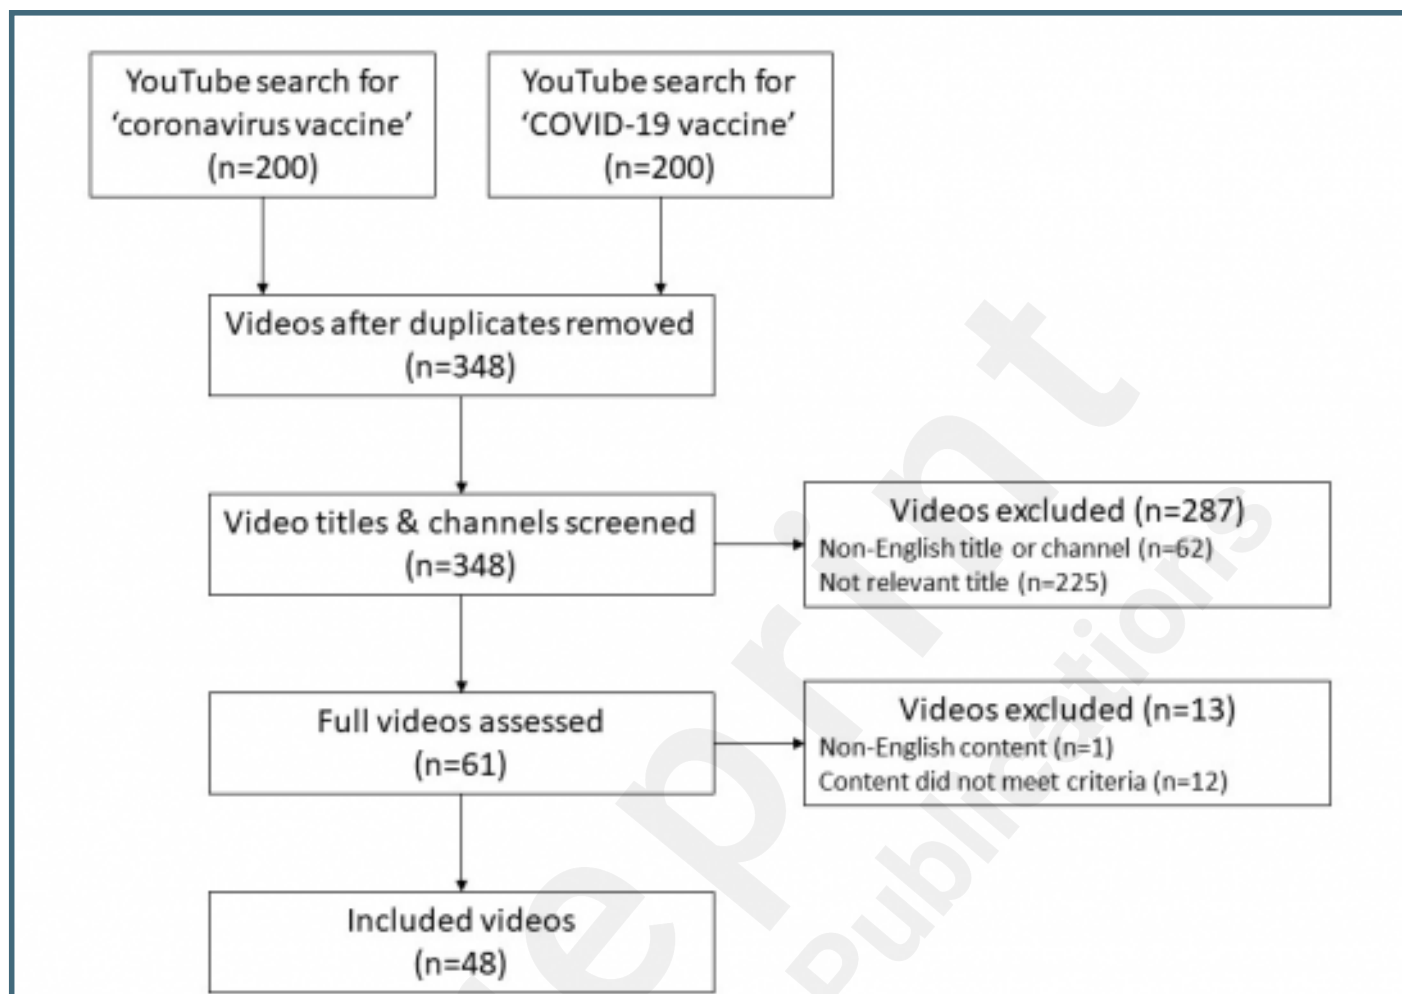 YouTube search for
‘coronavirus vaccine’
(n=200)
YouTube search for
‘COVID-19 vaccine’
(n=200)
Videos after duplicates removed
(n=348)
Video titles & channels screened
(n=348)
Videos excluded (n=287)
Non-English title or channel (n=62)
Not relevant title (n=225)
Full videos assessed
(n=61)
Videos excluded (n=13)
Non-English content (n=1)
Content did not meet criteria (n=12)
Included videos
(n=48)
eprint
Publications